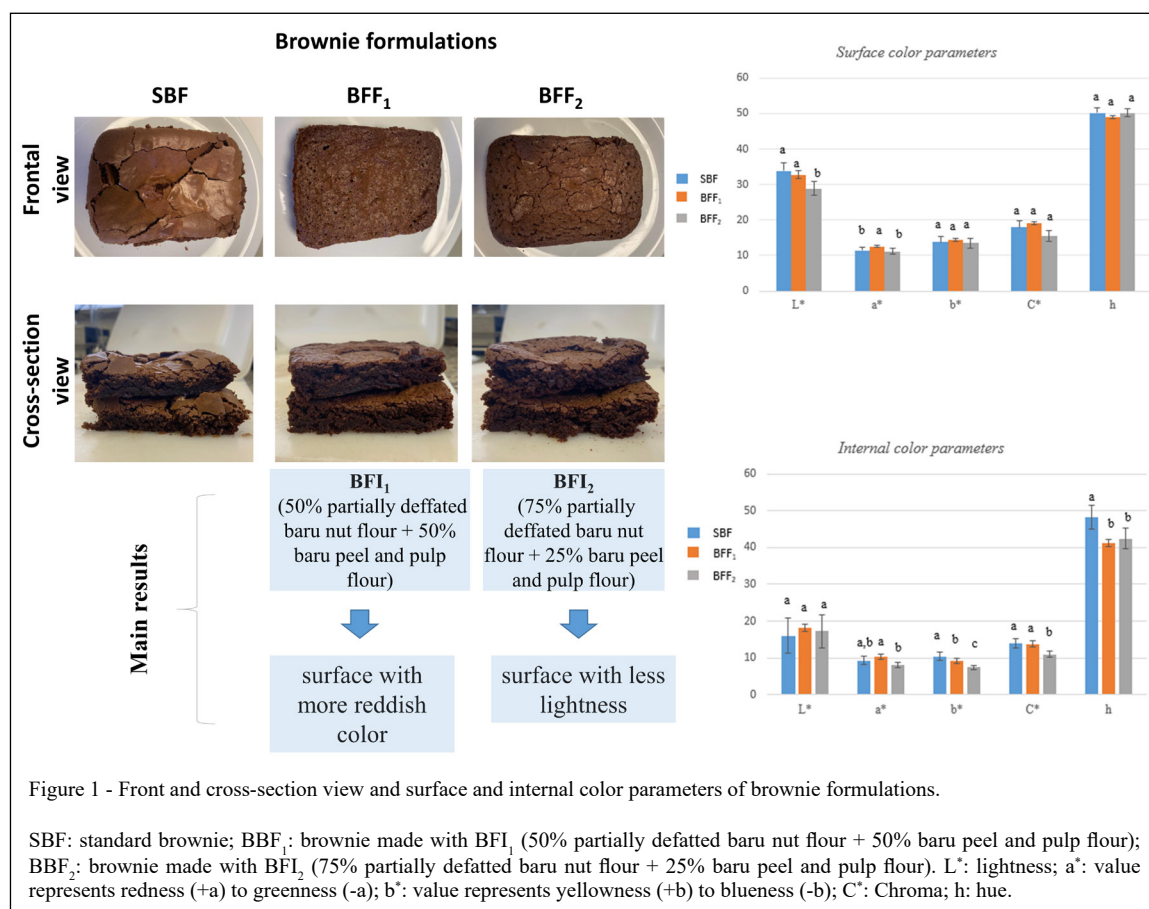 Brownie formulations
SBF
BFF₁
BFF₂
Frontal
view
Cross-section
view
BFI₁
(50% partially deffated
baru nut flour + 50%
baru peel and pulp
flour)
BFI₂
(75% partially
deffated baru nut
flour + 25% baru peel
and pulp flour)
Main results
surface with
more reddish
color
surface with less
lightness
Surface color parameters
60
50
40
30
20
10
0
a a b
b a b
a a a
a a a
a a a
L* a* b* C* h
SBF
BFF₁
BFF₂
Internal color parameters
60
50
40
30
20
10
0
a a a
a,b a b
a b c
a a b
a b b
L* a* b* C* h
SBF
BFF₁
BFF₂
Figure 1 - Front and cross-section view and surface and internal color parameters of brownie formulations.
SBF: standard brownie; BBF₁: brownie made with BFI₁ (50% partially defatted baru nut flour + 50% baru peel and pulp flour);
BBF₂: brownie made with BFI₂ (75% partially defatted baru nut flour + 25% baru peel and pulp flour). L*: lightness; a*: value
represents redness (+a) to greenness (-a); b*: value represents yellowness (+b) to blueness (-b); C*: Chroma; h: hue.